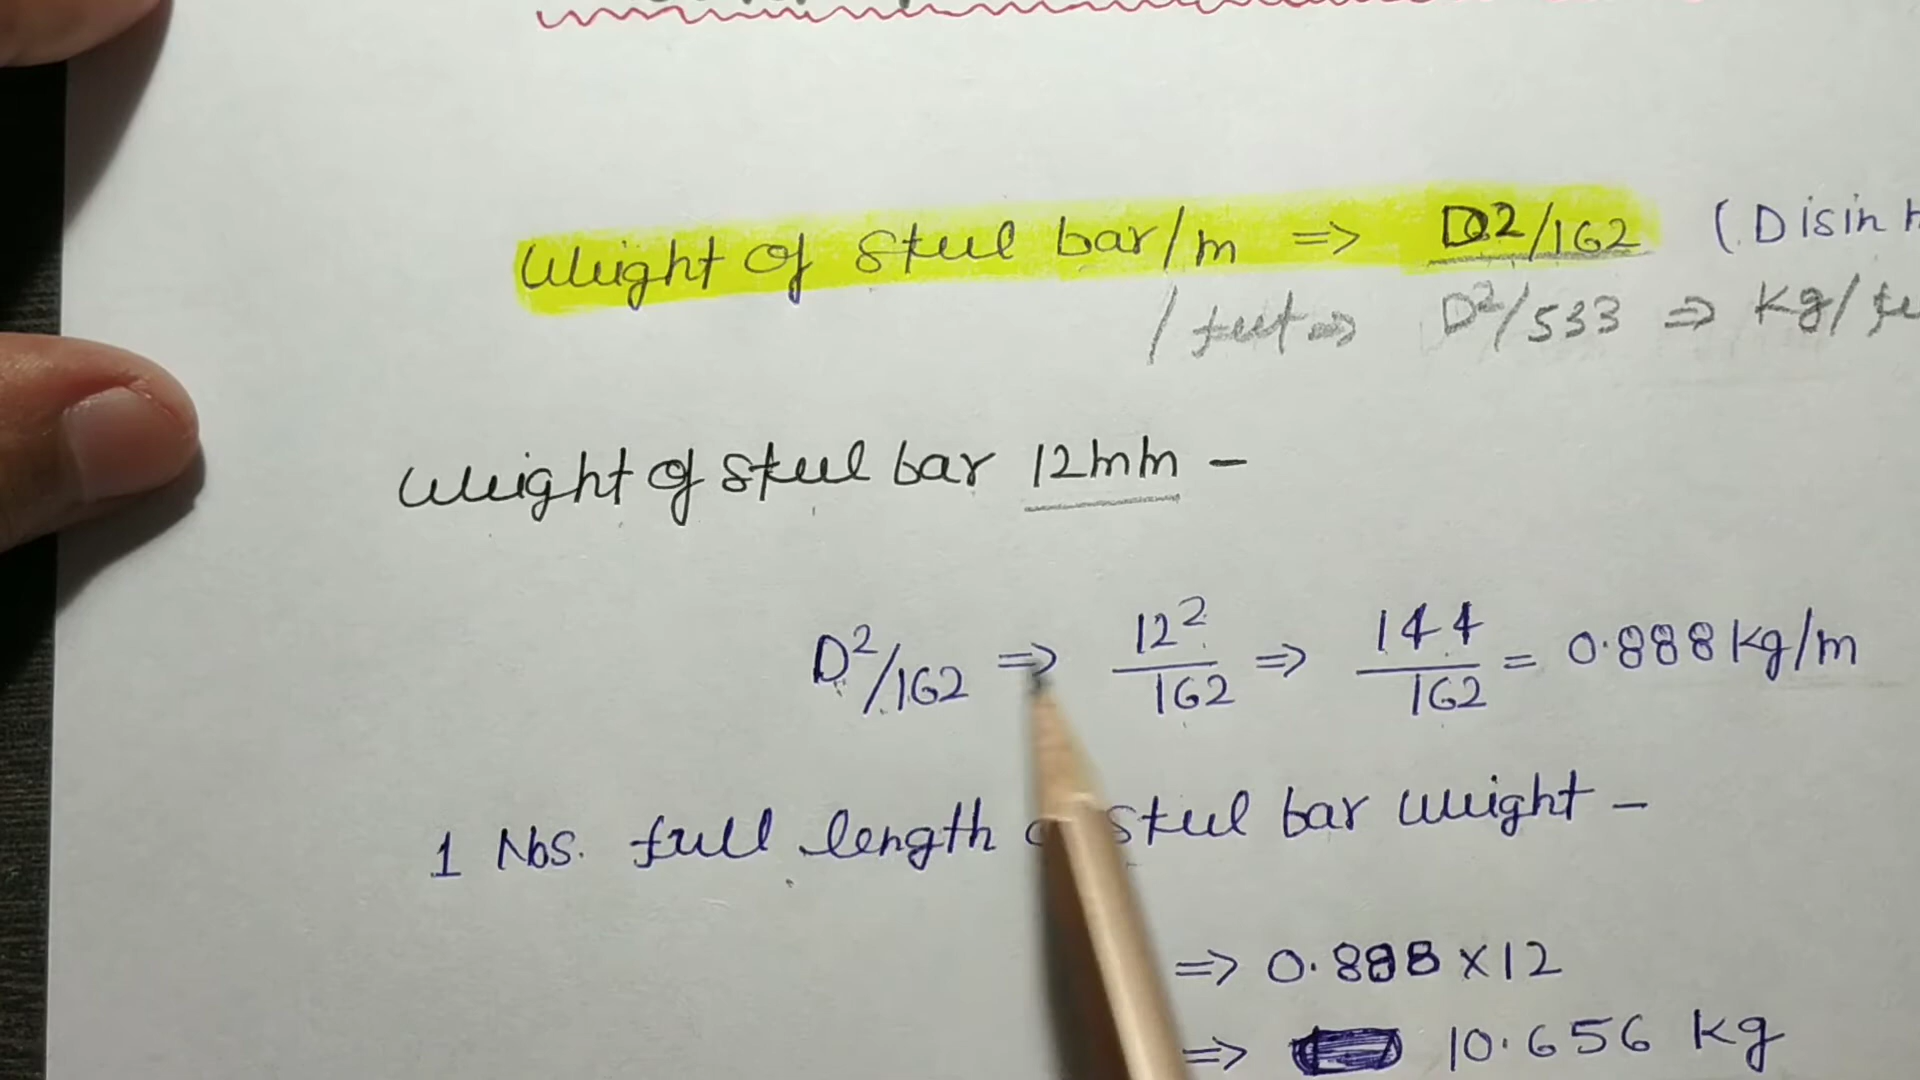 Weight of Steel bar/m ⇒ D2/162 (D is in
/feet ⇒ D²/533 ⇒ Kg/
Weight of Steel bar 12mm -
D²/162 ⇒ 12²/162 ⇒ 144/162 = 0.888 kg/m
1 Nos. full length Steel bar weight -
⇒ 0.888 × 12
⇒ 10.656 kg